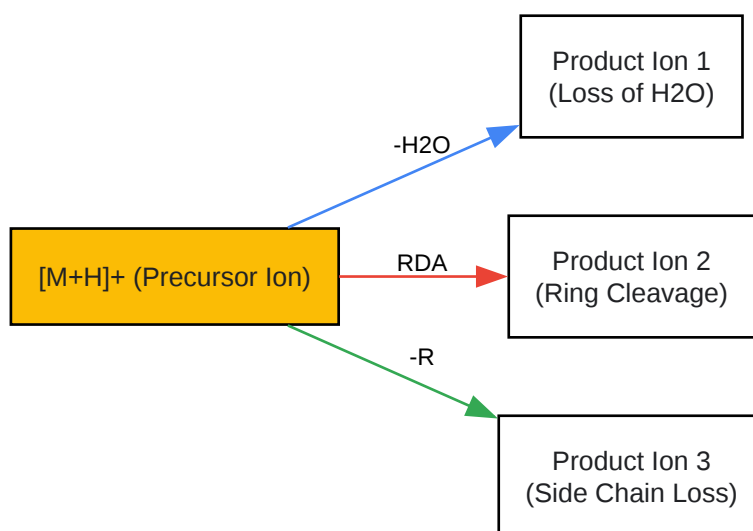 Product Ion 1
(Loss of H2O)
-H2O
[M+H]+ (Precursor Ion)
RDA
Product Ion 2
(Ring Cleavage)
-R
Product Ion 3
(Side Chain Loss)